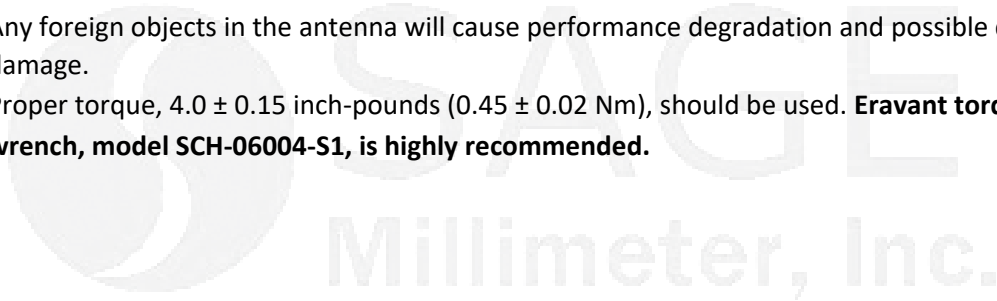 Any foreign objects in the antenna will cause performance degradation and possible
damage.
Proper torque, 4.0 ± 0.15 inch-pounds (0.45 ± 0.02 Nm), should be used. Eravant
wrench, model SCH-06004-S1, is highly recommended.
SAGE
Millimeter, Inc.